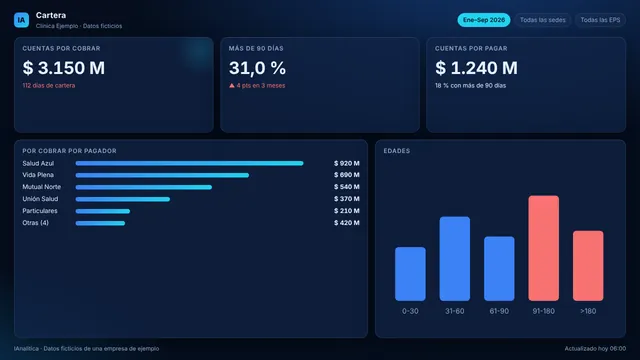 IA
Cartera
Clínica Ejemplo · Datos ficticios
Ene-Sep 2026
Todas las sedes
Todas las EPS
CUENTAS POR COBRAR
$ 3.150 M
112 días de cartera
MÁS DE 90 DÍAS
31,0 %
▲ 4 pts en 3 meses
CUENTAS POR PAGAR
$ 1.240 M
18 % con más de 90 días
POR COBRAR POR PAGADOR
Salud Azul $ 920 M
Vida Plena $ 690 M
Mutual Norte $ 540 M
Unión Salud $ 370 M
Particulares $ 210 M
Otras (4) $ 420 M
EDADES
0-30 31-60 61-90 91-180 >180
IAnalítica · Datos ficticios de una empresa de ejemplo
Actualizado hoy 06:00